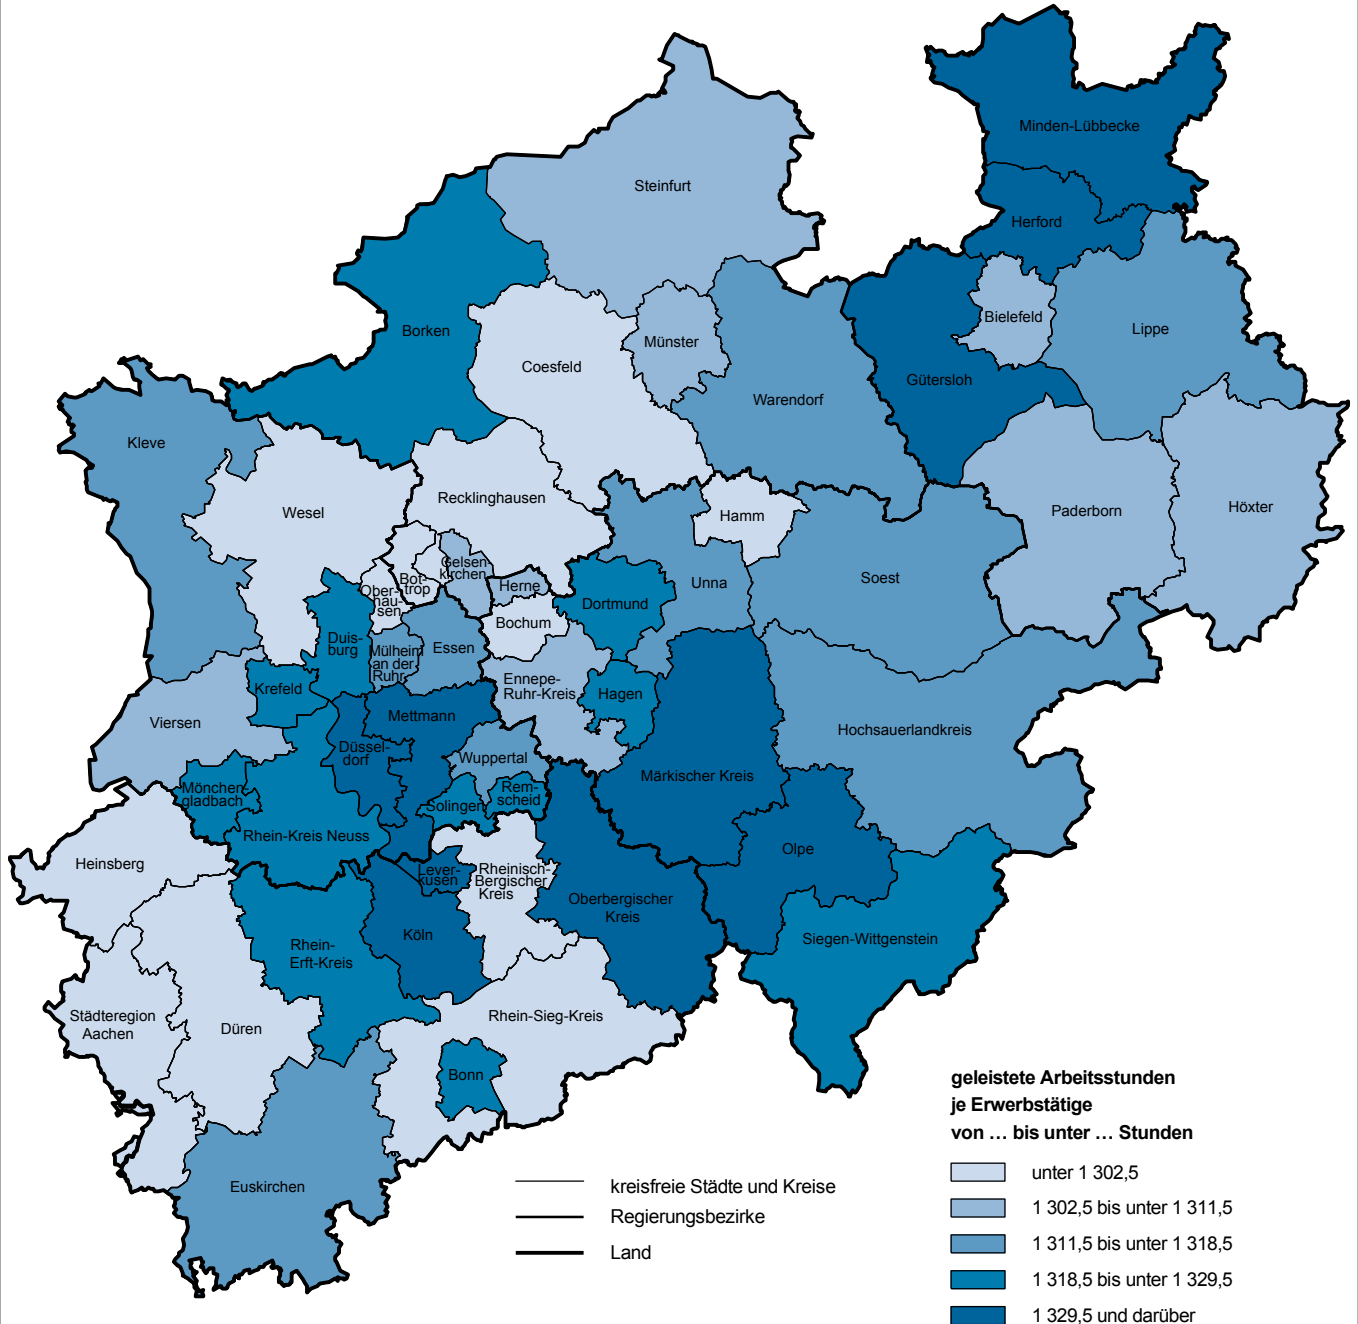 Minden-Lübbecke
Steinfurt
Herford
Bielefeld
Lippe
Borken
Münster
Coesfeld
Gütersloh
Warendorf
Kleve
Recklinghausen
Wesel
Hamm
Paderborn
Höxter
Gelsen-
kirchen
Bot-
trop
Ober-
hau-
sen
Herne
Dortmund
Unna
Soest
Bochum
Duis-
burg
Mülheim
an der
Ruhr
Essen
Ennepe-
Ruhr-Kreis
Krefeld
Hagen
Viersen
Mettmann
Düssel-
dorf
Wuppertal
Hochsauerlandkreis
Märkischer Kreis
Mönchen-
gladbach
Rem-
scheid
Solingen
Rhein-Kreis Neuss
Olpe
Heinsberg
Lever-
kusen
Rheinisch-
Bergischer
Kreis
Oberbergischer
Kreis
Köln
Siegen-Wittgenstein
Rhein-
Erft-Kreis
Städteregion
Aachen
Düren
Rhein-Sieg-Kreis
Bonn
Euskirchen
kreisfreie Städte und Kreise
Regierungsbezirke
Land
geleistete Arbeitsstunden
je Erwerbstätige
von … bis unter … Stunden
unter 1 302,5
1 302,5 bis unter 1 311,5
1 311,5 bis unter 1 318,5
1 318,5 bis unter 1 329,5
1 329,5 und darüber